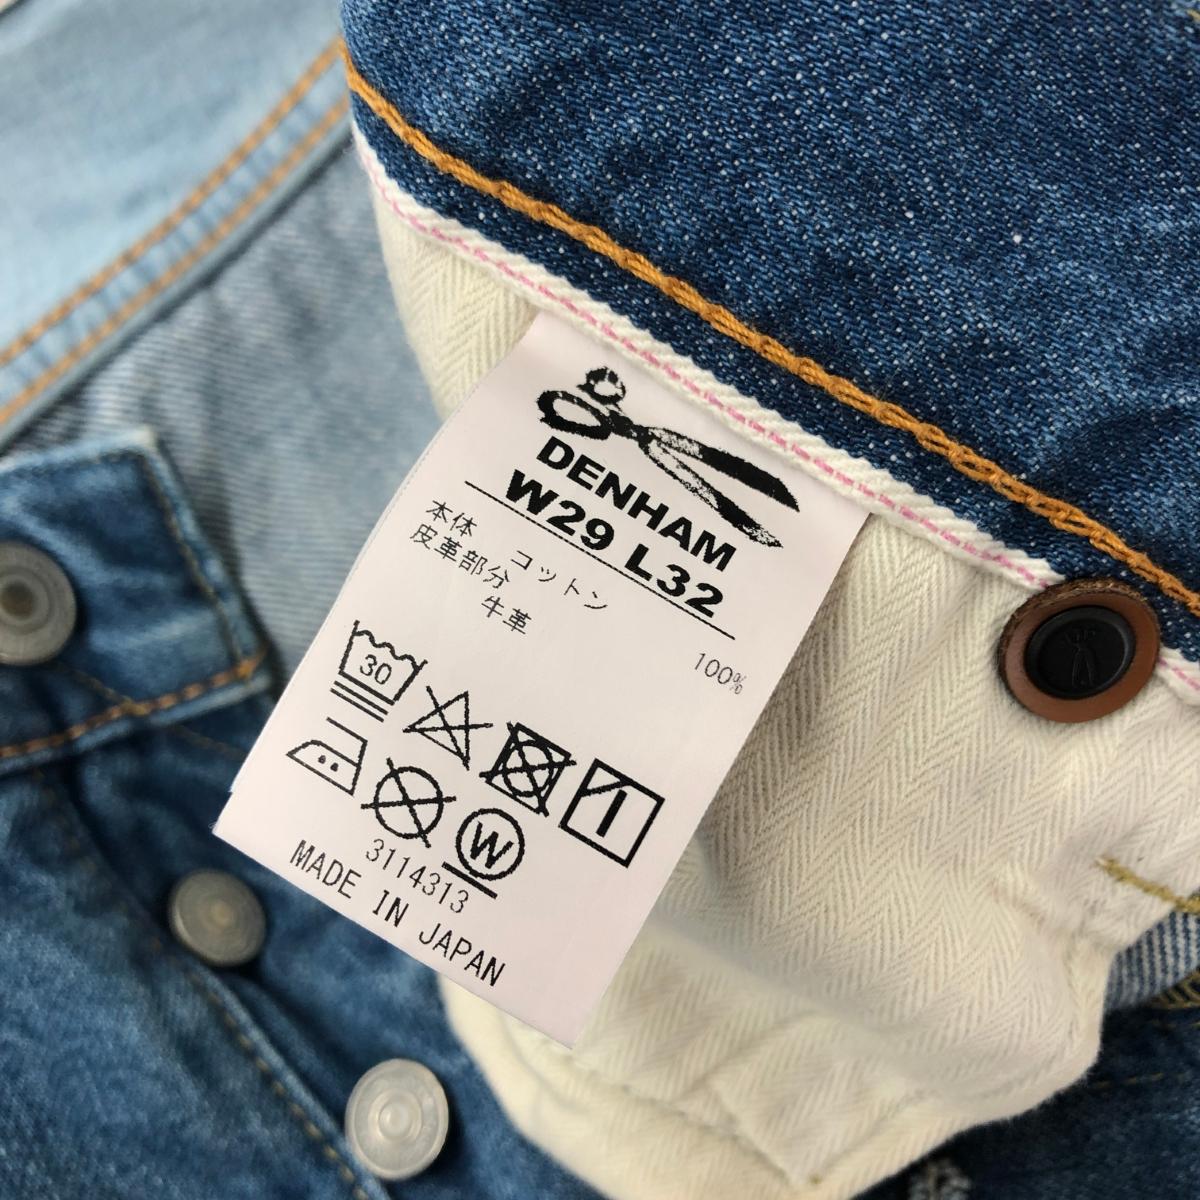 DENHAM
W29 L32
本体 コットン 100%
皮革部分 牛革
30
W
3114313
MADE IN JAPAN